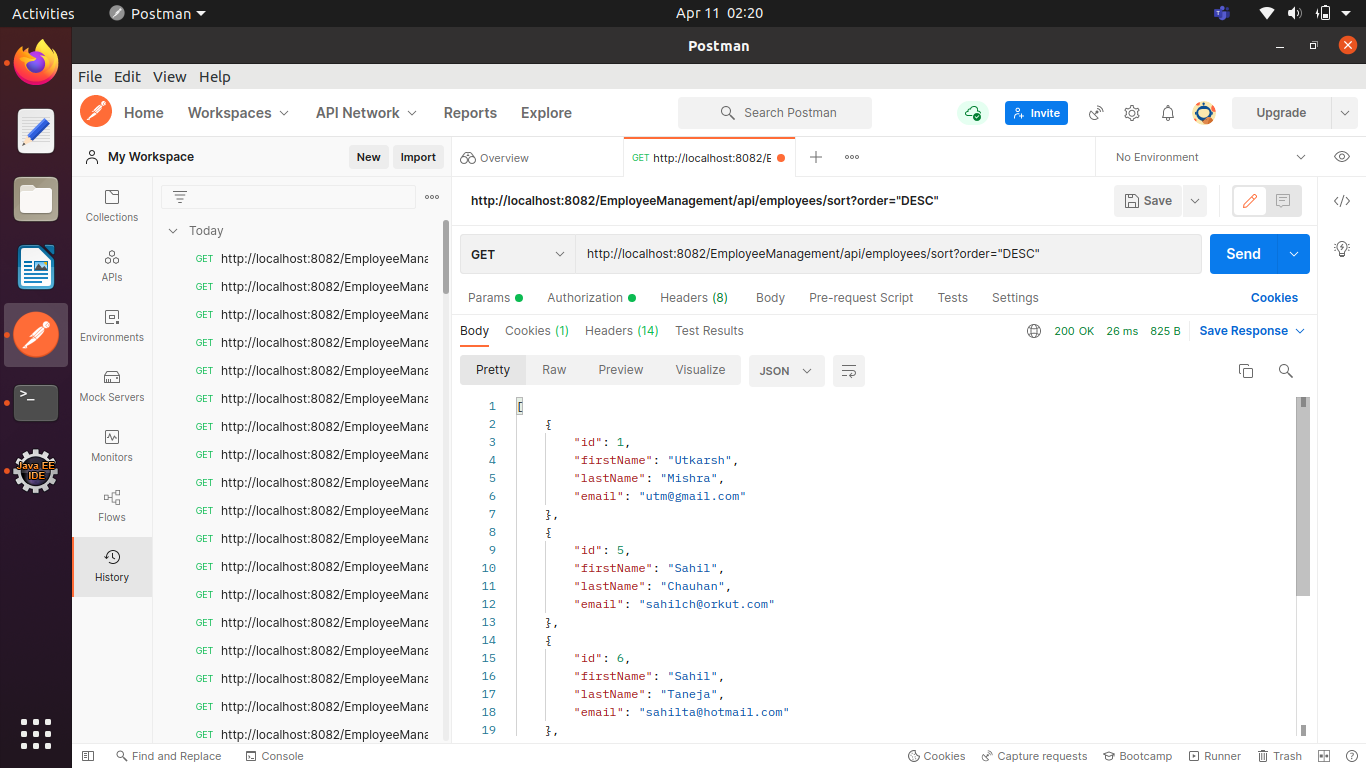 Activities Postman Apr 11 02:20
Postman
File Edit View Help
Home Workspaces API Network Reports Explore Search Postman Invite Upgrade
My Workspace New Import Overview GET http://localhost:8082/E No Environment
http://localhost:8082/EmployeeManagement/api/employees/sort?order="DESC" Save
Collections
Today
GET http://localhost:8082/EmployeeMana
APIs
GET http://localhost:8082/EmployeeMana
GET http://localhost:8082/EmployeeMana
Environments
GET http://localhost:8082/EmployeeMana
GET http://localhost:8082/EmployeeMana
Mock Servers
GET http://localhost:8082/EmployeeMana
GET http://localhost:8082/EmployeeMana
Monitors
GET http://localhost:8082/EmployeeMana
GET http://localhost:8082/EmployeeMana
Flows
GET http://localhost:8082/EmployeeMana
GET http://localhost:8082/EmployeeMana
GET http://localhost:8082/EmployeeMana
History
GET http://localhost:8082/EmployeeMana
GET http://localhost:8082/EmployeeMana
GET http://localhost:8082/EmployeeMana
GET http://localhost:8082/EmployeeMana
GET http://localhost:8082/EmployeeMana
GET http://localhost:8082/EmployeeMana
GET http://localhost:8082/EmployeeManagement/api/employees/sort?order="DESC" Send
Params Authorization Headers (8) Body Pre-request Script Tests Settings Cookies
Body Cookies (1) Headers (14) Test Results 200 OK 26 ms 825 B Save Response
Pretty Raw Preview Visualize JSON
1 [
2 {
3 "id": 1,
4 "firstName": "Utkarsh",
5 "lastName": "Mishra",
6 "email": "utm@gmail.com"
7 },
8 {
9 "id": 5,
10 "firstName": "Sahil",
11 "lastName": "Chauhan",
12 "email": "sahilch@orkut.com"
13 },
14 {
15 "id": 6,
16 "firstName": "Sahil",
17 "lastName": "Taneja",
18 "email": "sahilta@hotmail.com"
19 },
Java EE
IDE
>_
Find and Replace Console Cookies Capture requests Bootcamp Runner Trash